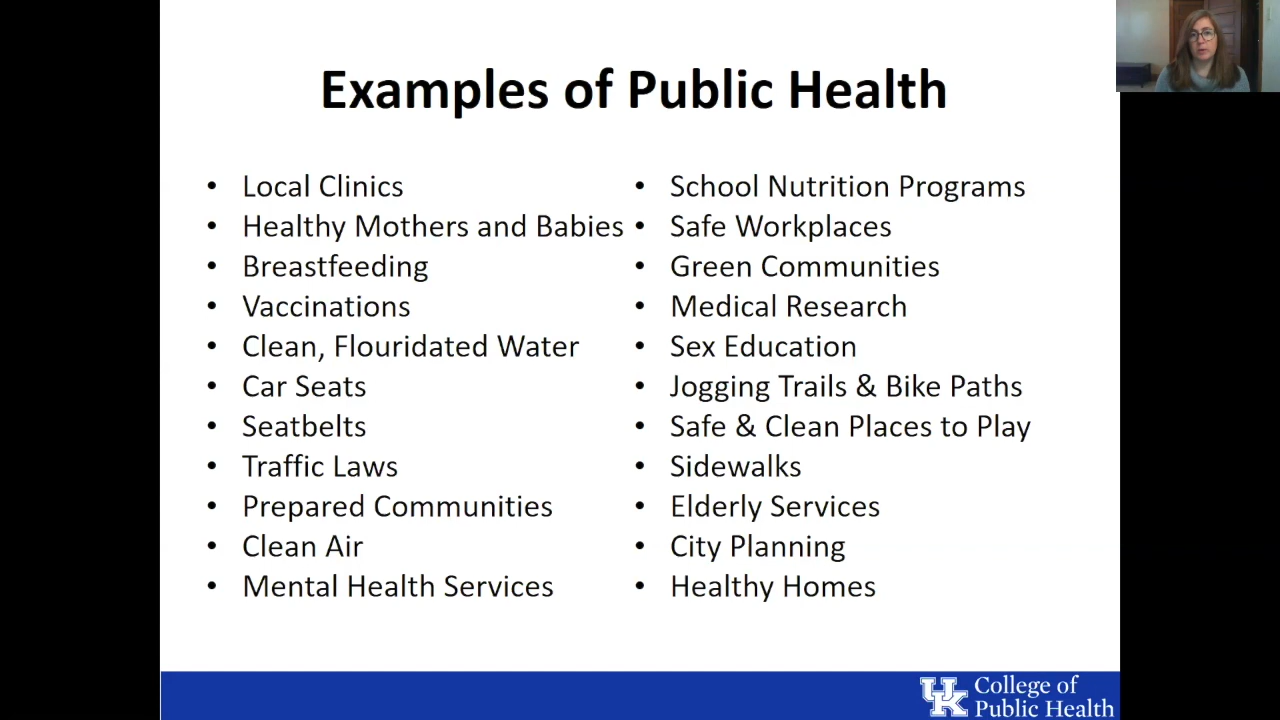 Examples of Public Health
• Local Clinics
• Healthy Mothers and Babies
• Breastfeeding
• Vaccinations
• Clean, Flouridated Water
• Car Seats
• Seatbelts
• Traffic Laws
• Prepared Communities
• Clean Air
• Mental Health Services
• School Nutrition Programs
• Safe Workplaces
• Green Communities
• Medical Research
• Sex Education
• Jogging Trails & Bike Paths
• Safe & Clean Places to Play
• Sidewalks
• Elderly Services
• City Planning
• Healthy Homes
UK College of
Public Health